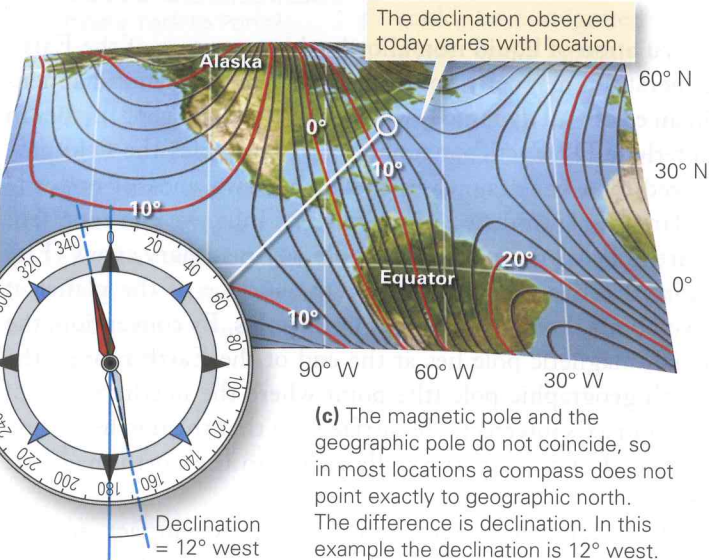 The declination observed
today varies with location.
Alaska
60° N
0°
10°
30° N
10°
20°
Equator
0°
10°
90° W
60° W
30° W
320
340
0
20
40
60
80
100
120
140
160
180
200
220
240
300
Declination
= 12° west
(c) The magnetic pole and the
geographic pole do not coincide, so
in most locations a compass does not
point exactly to geographic north.
The difference is declination. In this
example the declination is 12° west.